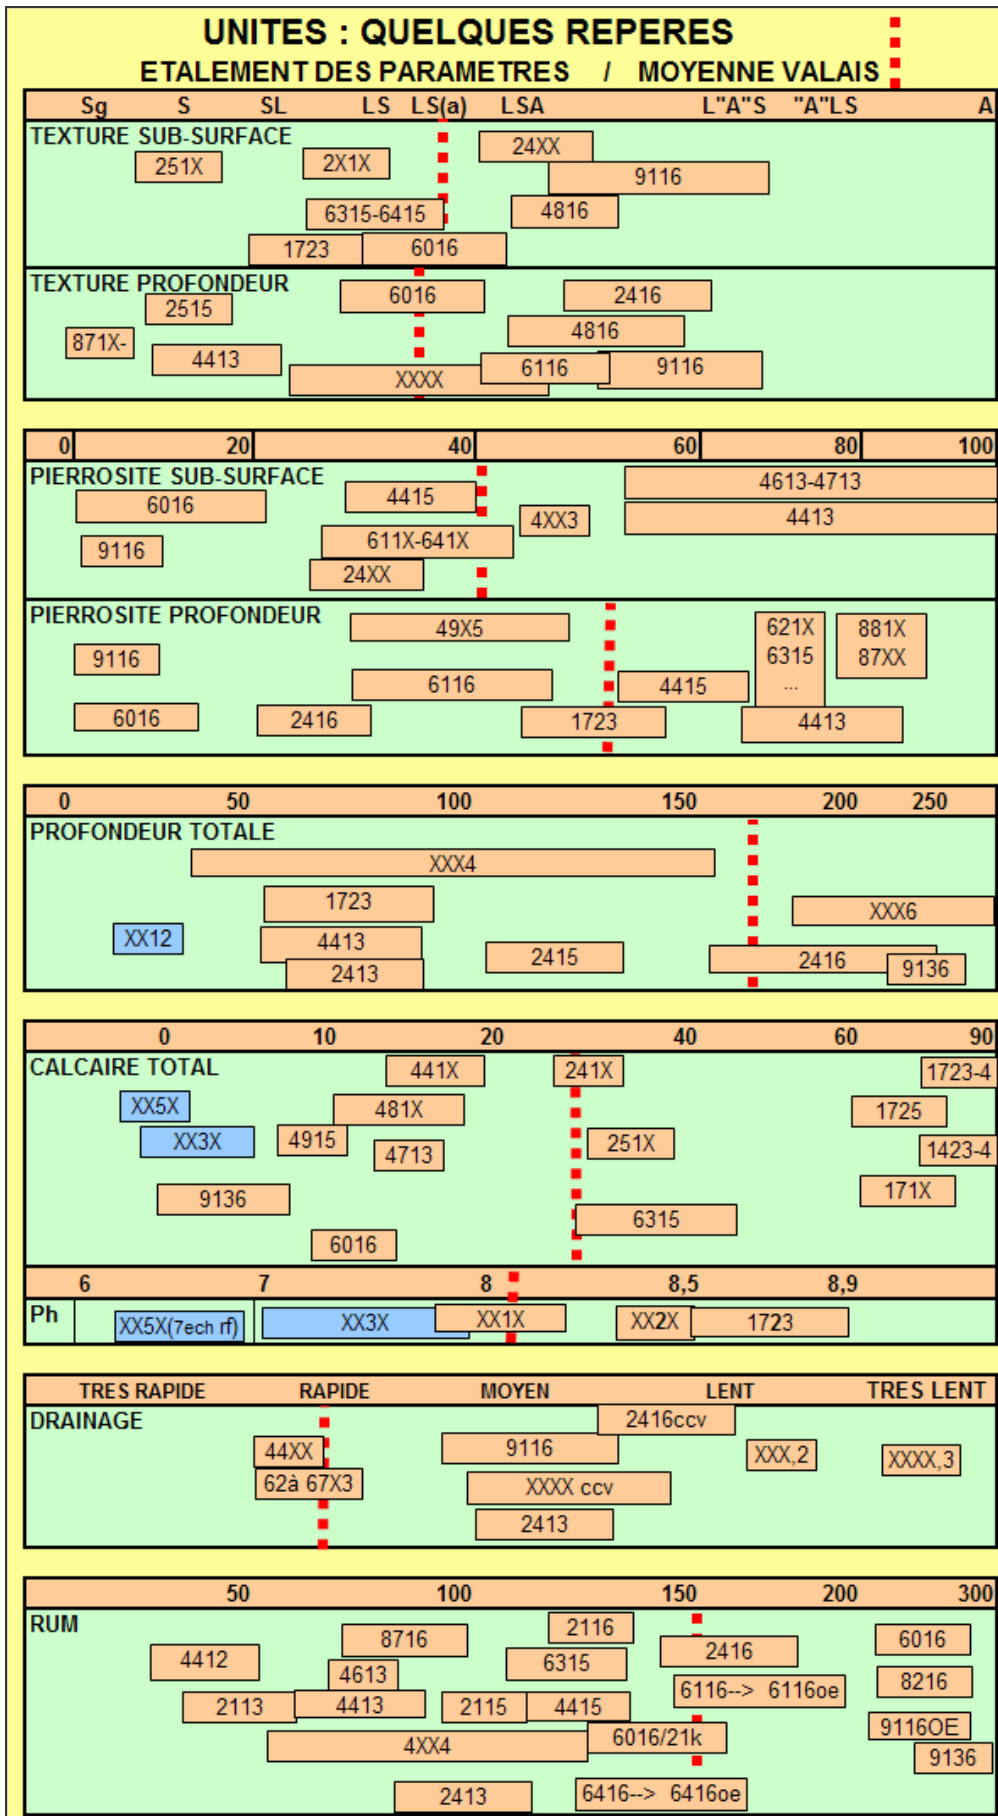 UNITES : QUELQUES REPERES
ETALEMENT DES PARAMETRES / MOYENNE VALAIS
Sg S SL LS LS(a) LSA L"A"S "A"LS A
TEXTURE SUB-SURFACE
24XX
251X 2X1X
9116
6315-6415 4816
1723 6016
TEXTURE PROFONDEUR
6016 2416
2515
4816
871X-
4413 6116 9116
XXXX
0 20 40 60 80 100
PIERROSITE SUB-SURFACE
4613-4713
6016 4415
4XX3 4413
9116 611X-641X
24XX
PIERROSITE PROFONDEUR
49X5 621X 881X
9116 6315 87XX
6116 4415 ...
6016 2416 1723 4413
0 50 100 150 200 250
PROFONDEUR TOTALE
XXX4
1723 XXX6
XX12 4413
2415 2416
2413 9136
0 10 20 40 60 90
CALCAIRE TOTAL
441X 241X 1723-4
XX5X 481X 1725
XX3X 4915 4713 251X 1423-4
9136 171X
6315
6016
6 7 8 8,5 8,9
Ph
XX5X(7ech rf) XX3X XX1X XX2X 1723
TRES RAPIDE RAPIDE MOYEN LENT TRES LENT
DRAINAGE
2416ccv
44XX 9116 XXX,2 XXXX,3
62à 67X3 XXXX ccv
2413
50 100 150 200 300
RUM
2116
8716 6016
4412 6315 2416
4613 8216
6116--> 6116oe
2113 4413 2115 4415
9116OE
4XX4 6016/21k
9136
2413 6416--> 6416oe